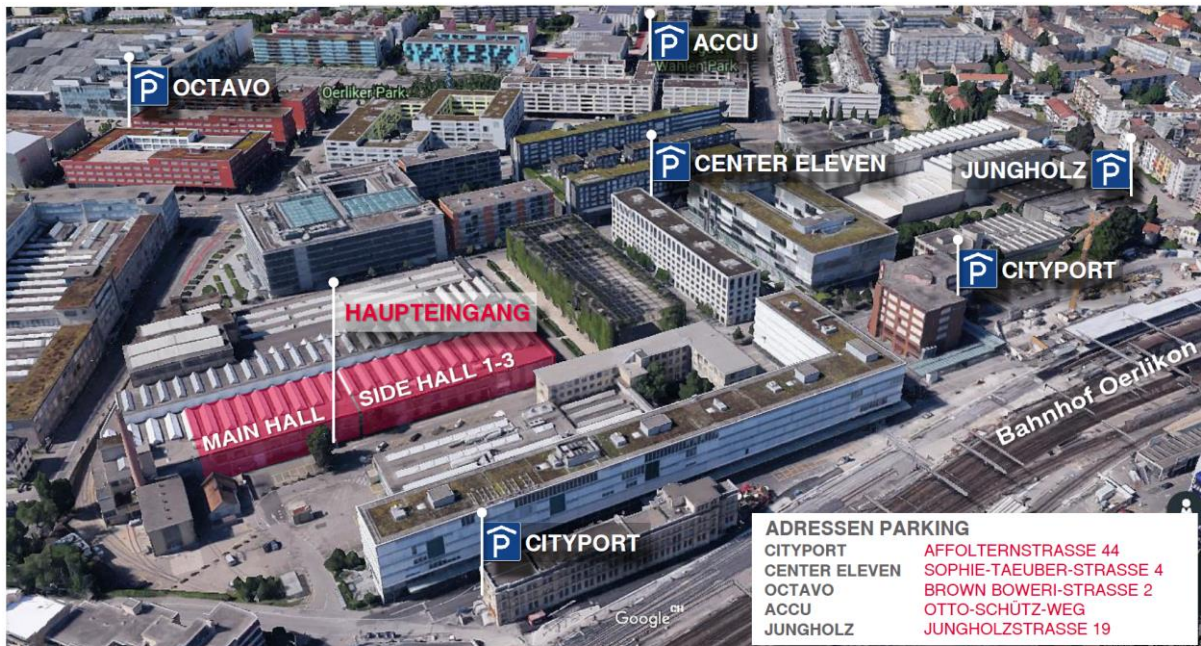 ACCU
Wahlen Park
OCTAVO
Oerliker Park
CENTER ELEVEN
JUNGHOLZ
CITYPORT
HAUPTEINGANG
SIDE HALL 1-3
MAIN HALL
Bahnhof Oerlikon
CITYPORT
Google
CH
ADRESSEN PARKING
CITYPORT AFFOLTERNSTRASSE 44
CENTER ELEVEN SOPHIE-TAEUBER-STRASSE 4
OCTAVO BROWN BOWERI-STRASSE 2
ACCU OTTO-SCHÜTZ-WEG
JUNGHOLZ JUNGHOLZSTRASSE 19